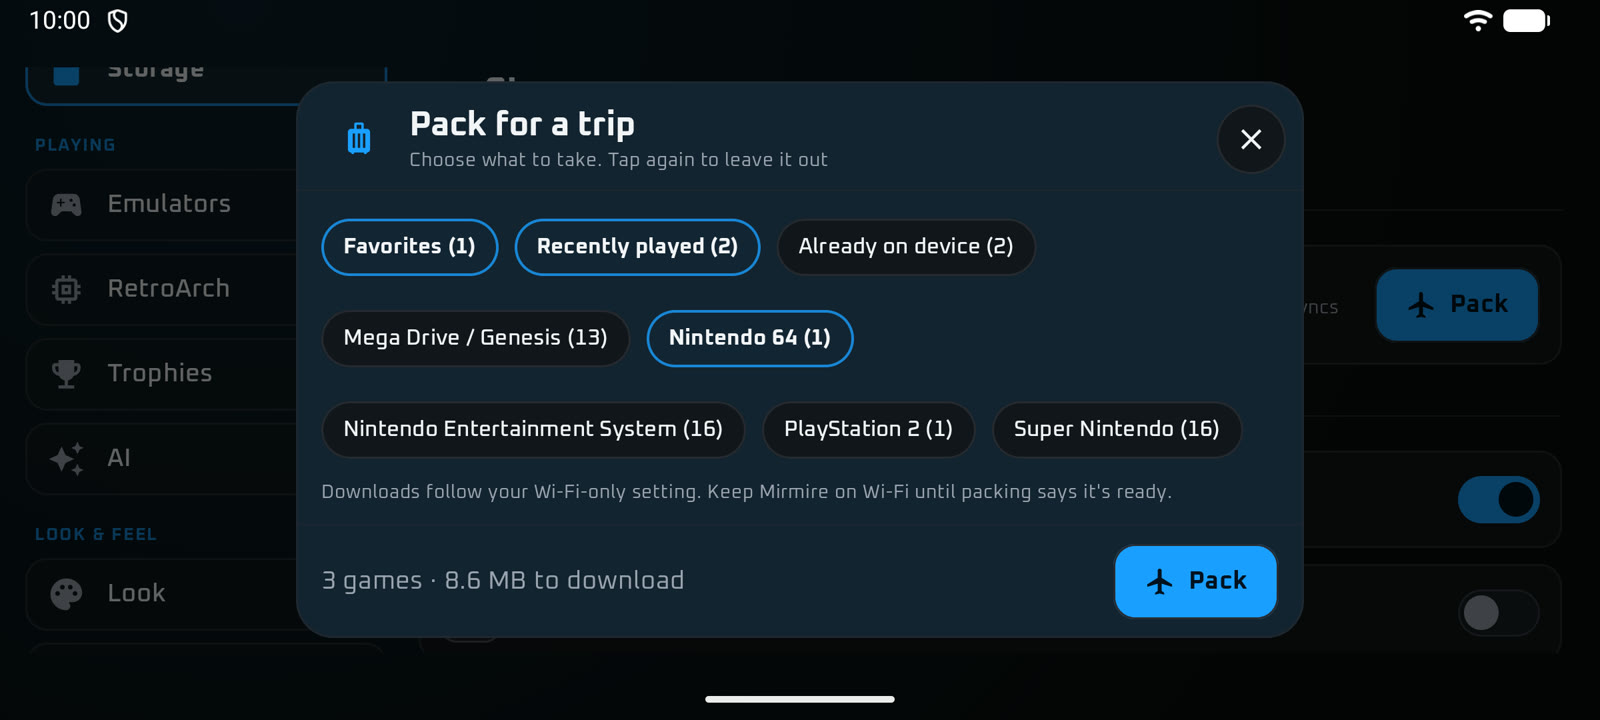 10:00
Storage
Pack for a trip
Choose what to take. Tap again to leave it out
PLAYING
Emulators
RetroArch
Trophies
AI
LOOK & FEEL
Look
Favorites (1)
Recently played (2)
Already on device (2)
Mega Drive / Genesis (13)
Nintendo 64 (1)
Nintendo Entertainment System (16)
PlayStation 2 (1)
Super Nintendo (16)
Downloads follow your Wi-Fi-only setting. Keep Mirmire on Wi-Fi until packing says it's ready.
3 games · 8.6 MB to download
Pack
Pack